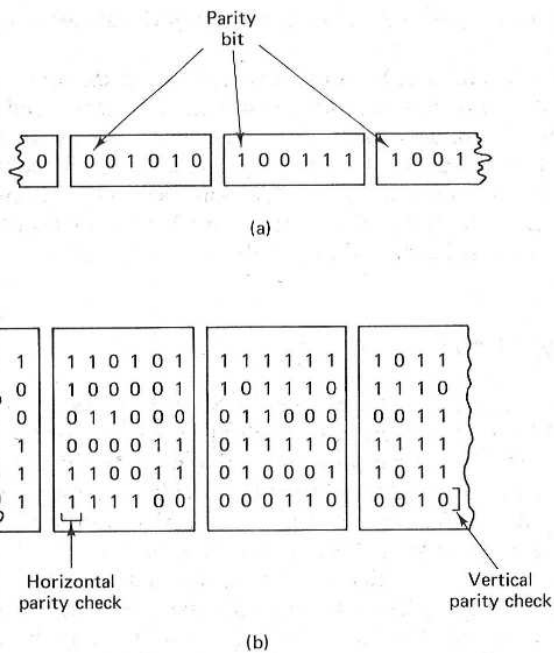 Parity
bit
0 0 0 1 0 1 0 1 0 0 1 1 1 1 0 0 1
(a)
1 1 1 0 1 0 1 1 1 1 1 1 1 1 0 1 1
0 1 0 0 0 0 1 1 0 1 1 1 0 1 1 1 0
0 0 1 1 0 0 0 0 1 1 0 0 0 0 0 1 1
1 0 0 0 0 1 1 0 1 1 1 1 0 1 1 1 1
1 1 1 0 0 1 1 0 1 0 0 0 1 1 0 1 1
1 1 1 1 1 0 0 0 0 0 1 1 0 0 0 1 0
Horizontal
parity check
Vertical
parity check
(b)